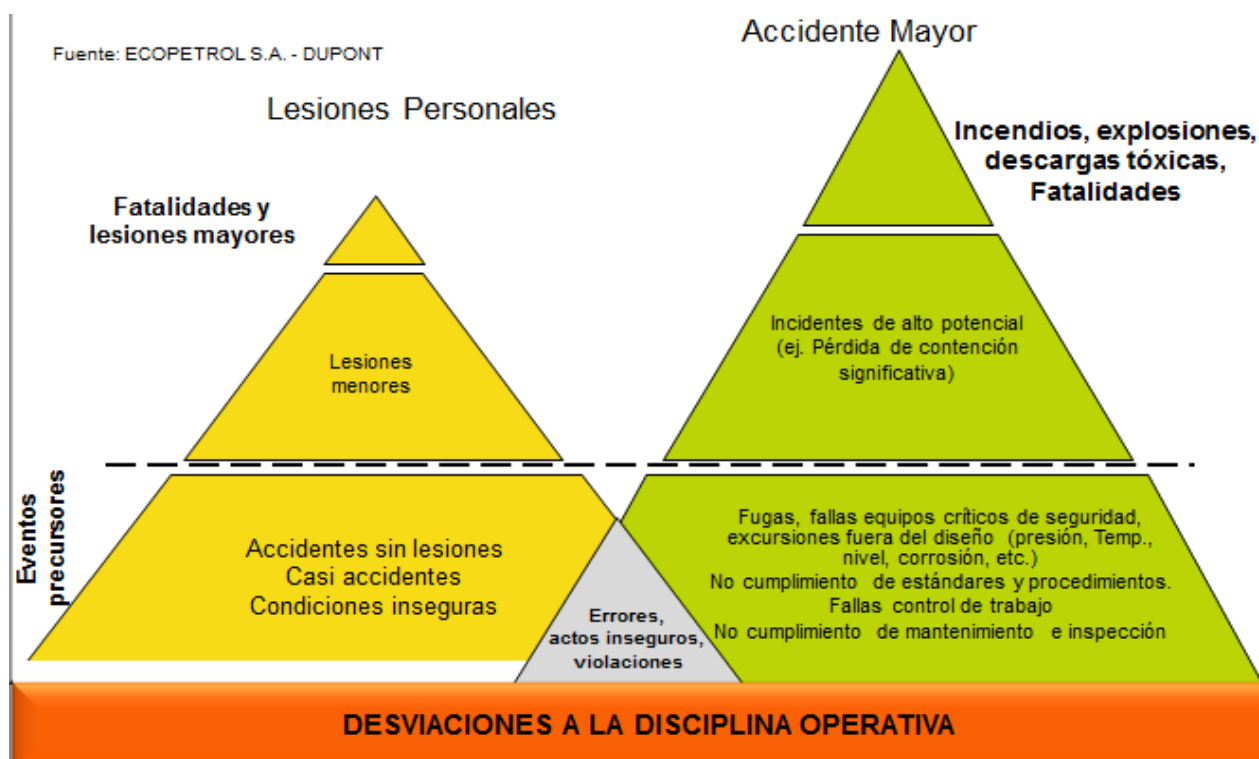 Fuente: ECOPETROL S.A. - DUPONT
Accidente Mayor
Lesiones Personales
Incendios, explosiones,
descargas tóxicas,
Fatalidades
Fatalidades y
lesiones mayores
Lesiones
menores
Incidentes de alto potencial
(ej. Pérdida de contención
significativa)
Eventos
precursores
Accidentes sin lesiones
Casi accidentes
Condiciones inseguras
Errores,
actos inseguros,
violaciones
Fugas, fallas equipos críticos de seguridad,
excursiones fuera del diseño (presión, Temp.,
nivel, corrosión, etc.)
No cumplimiento de estándares y procedimientos.
Fallas control de trabajo
No cumplimiento de mantenimiento e inspección
DESVIACIONES A LA DISCIPLINA OPERATIVA